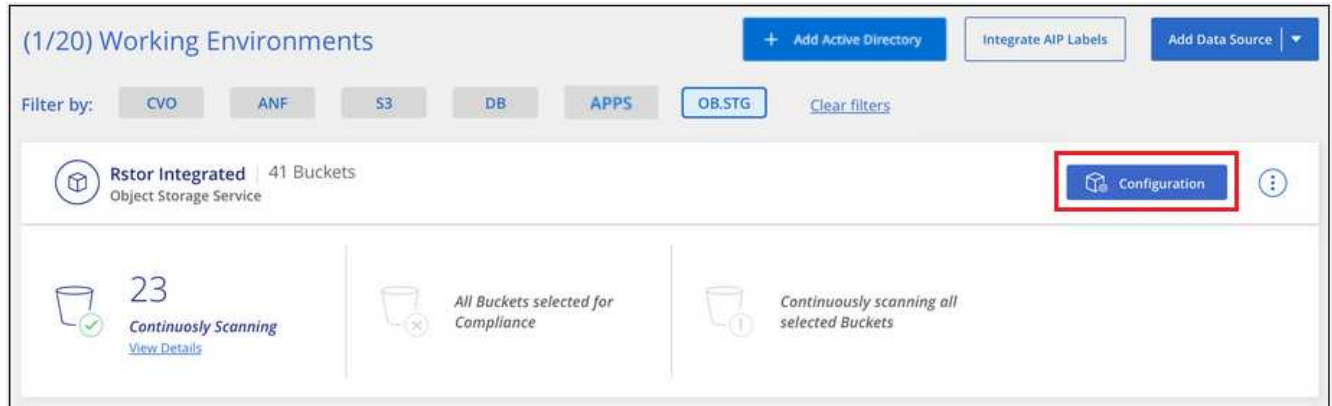 (1/20) Working Environments
+ Add Active Directory
Integrate AIP Labels
Add Data Source
Filter by: CVO ANF S3 DB APPS OB.STG Clear filters
Rstor Integrated 41 Buckets
Object Storage Service
Configuration
23
Continuosly Scanning
View Details
All Buckets selected for
Compliance
Continuously scanning all
selected Buckets